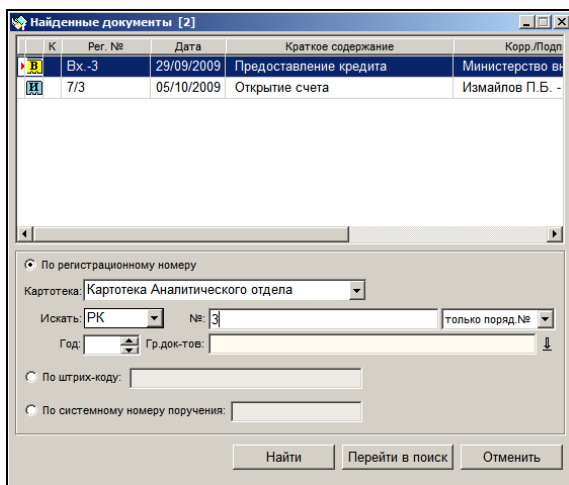 Найденные документы [2]
К Рег. № Дата Краткое содержание Корр./Подпи
В Вх.-3 29/09/2009 Предоставление кредита Министерство вн
И 7/3 05/10/2009 Открытие счета Измайлов П.Б. -
По регистрационному номеру
Картотека: Картотека Аналитического отдела
Искать: РК №: 3 только поряд.№
Год: Гр.док-тов:
По штрих-коду:
По системному номеру поручения:
Найти Перейти в поиск Отменить